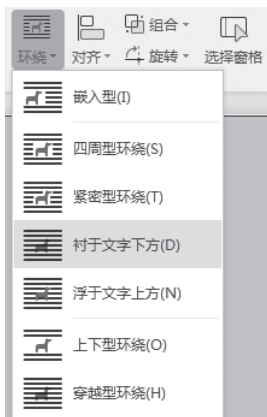 组合
环绕 对齐 旋转 选择窗格
嵌入型(I)
四周型环绕(S)
紧密型环绕(T)
衬于文字下方(D)
浮于文字上方(N)
上下型环绕(O)
穿越型环绕(H)